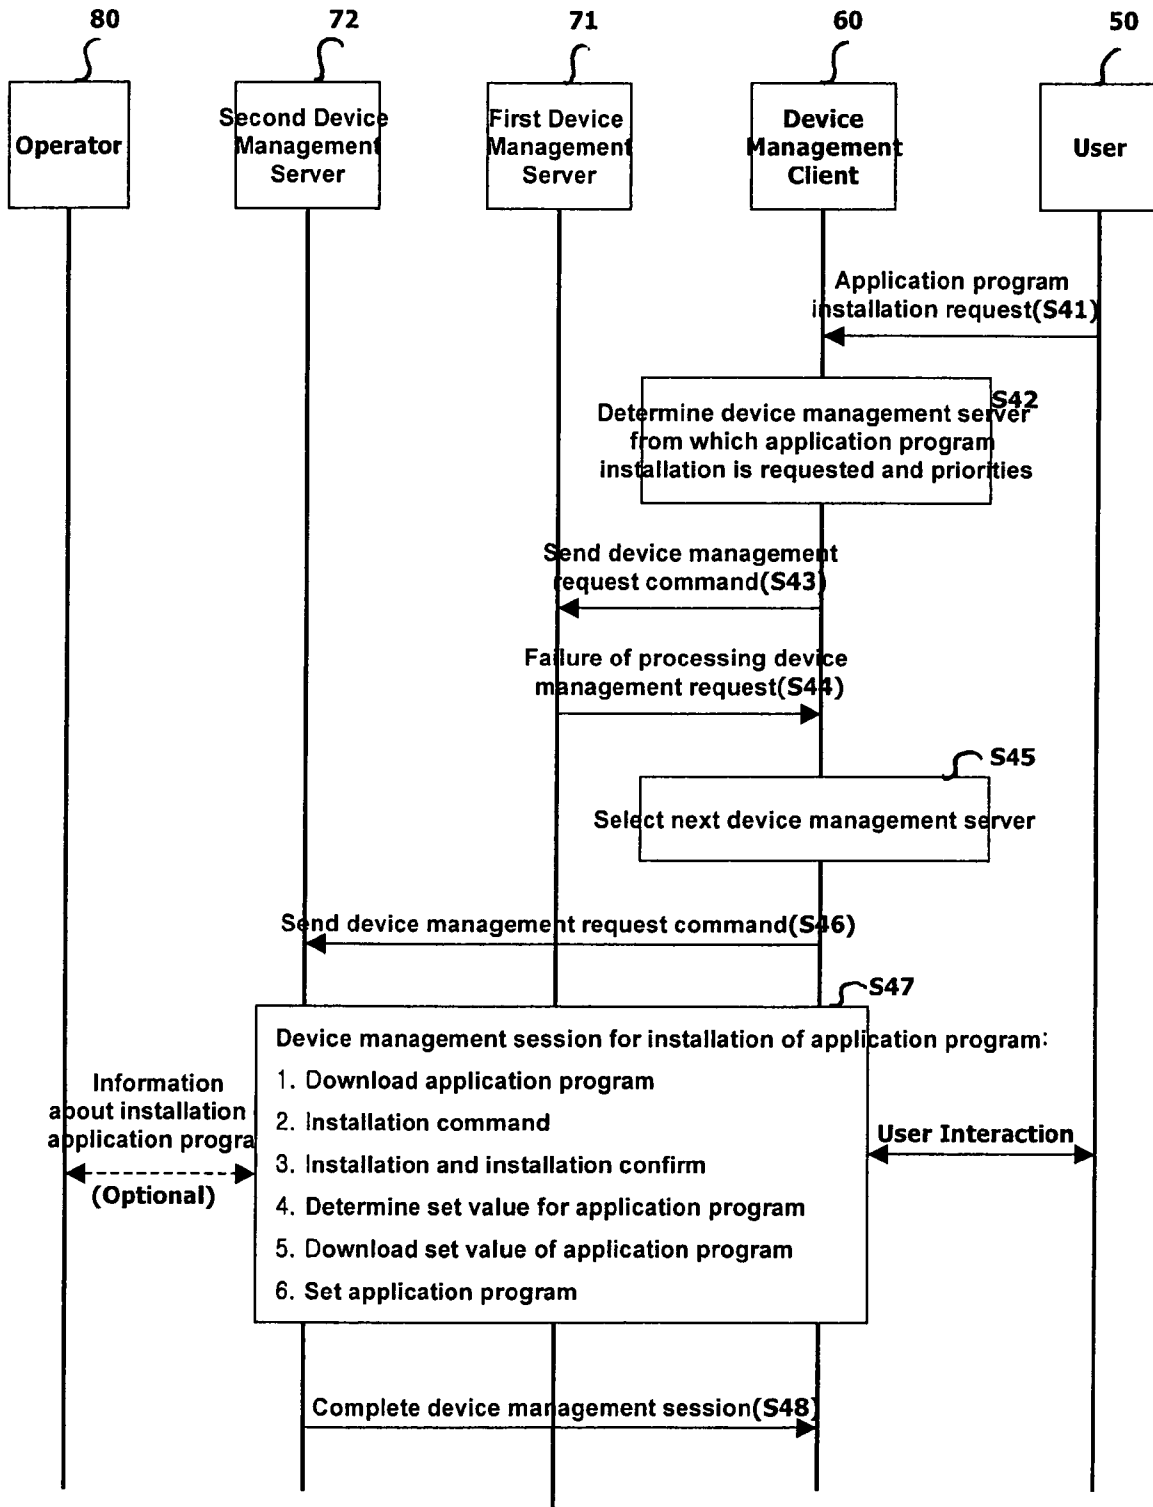 80
72
71
60
50
Operator
Second Device
Management
Server
First Device
Management
Server
Device
Management
Client
User
Application program
installation request(S41)
S42
Determine device management server
from which application program
installation is requested and priorities
Send device management
request command(S43)
Failure of processing device
management request(S44)
S45
Select next device management server
Send device management request command(S46)
S47
Device management session for installation of application program:
1. Download application program
2. Installation command
3. Installation and installation confirm
4. Determine set value for application program
5. Download set value of application program
6. Set application program
Information
about installation
application progra
(Optional)
User Interaction
Complete device management session(S48)